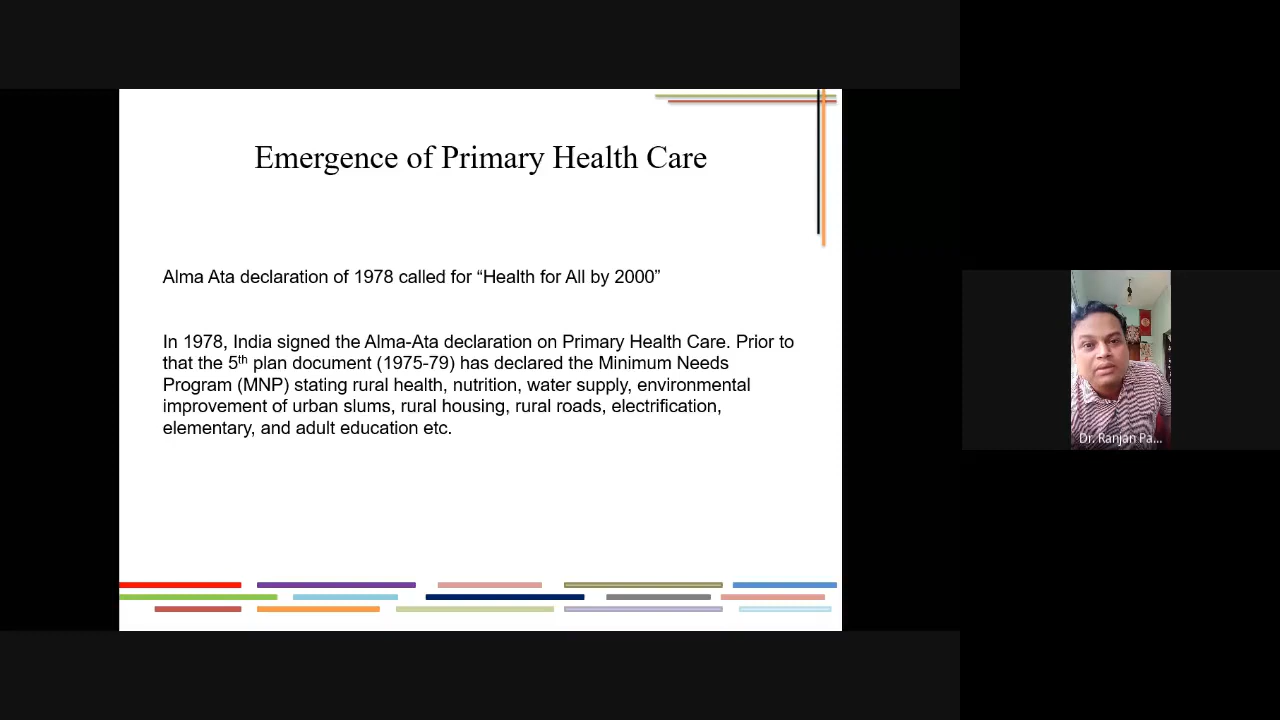 Emergence of Primary Health Care
Alma Ata declaration of 1978 called for “Health for All by 2000”
In 1978, India signed the Alma-Ata declaration on Primary Health Care. Prior to
that the 5th plan document (1975-79) has declared the Minimum Needs
Program (MNP) stating rural health, nutrition, water supply, environmental
improvement of urban slums, rural housing, rural roads, electrification,
elementary, and adult education etc.
Dr. Ranjan Pa...